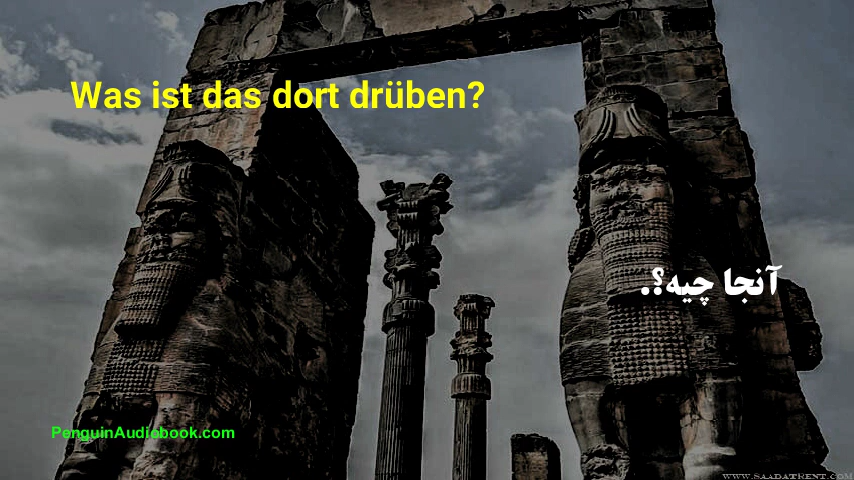 Was ist das dort drüben?
آنجا چیه؟.
PenguinAudiobook.com
WWW.SAADATRENT.COM